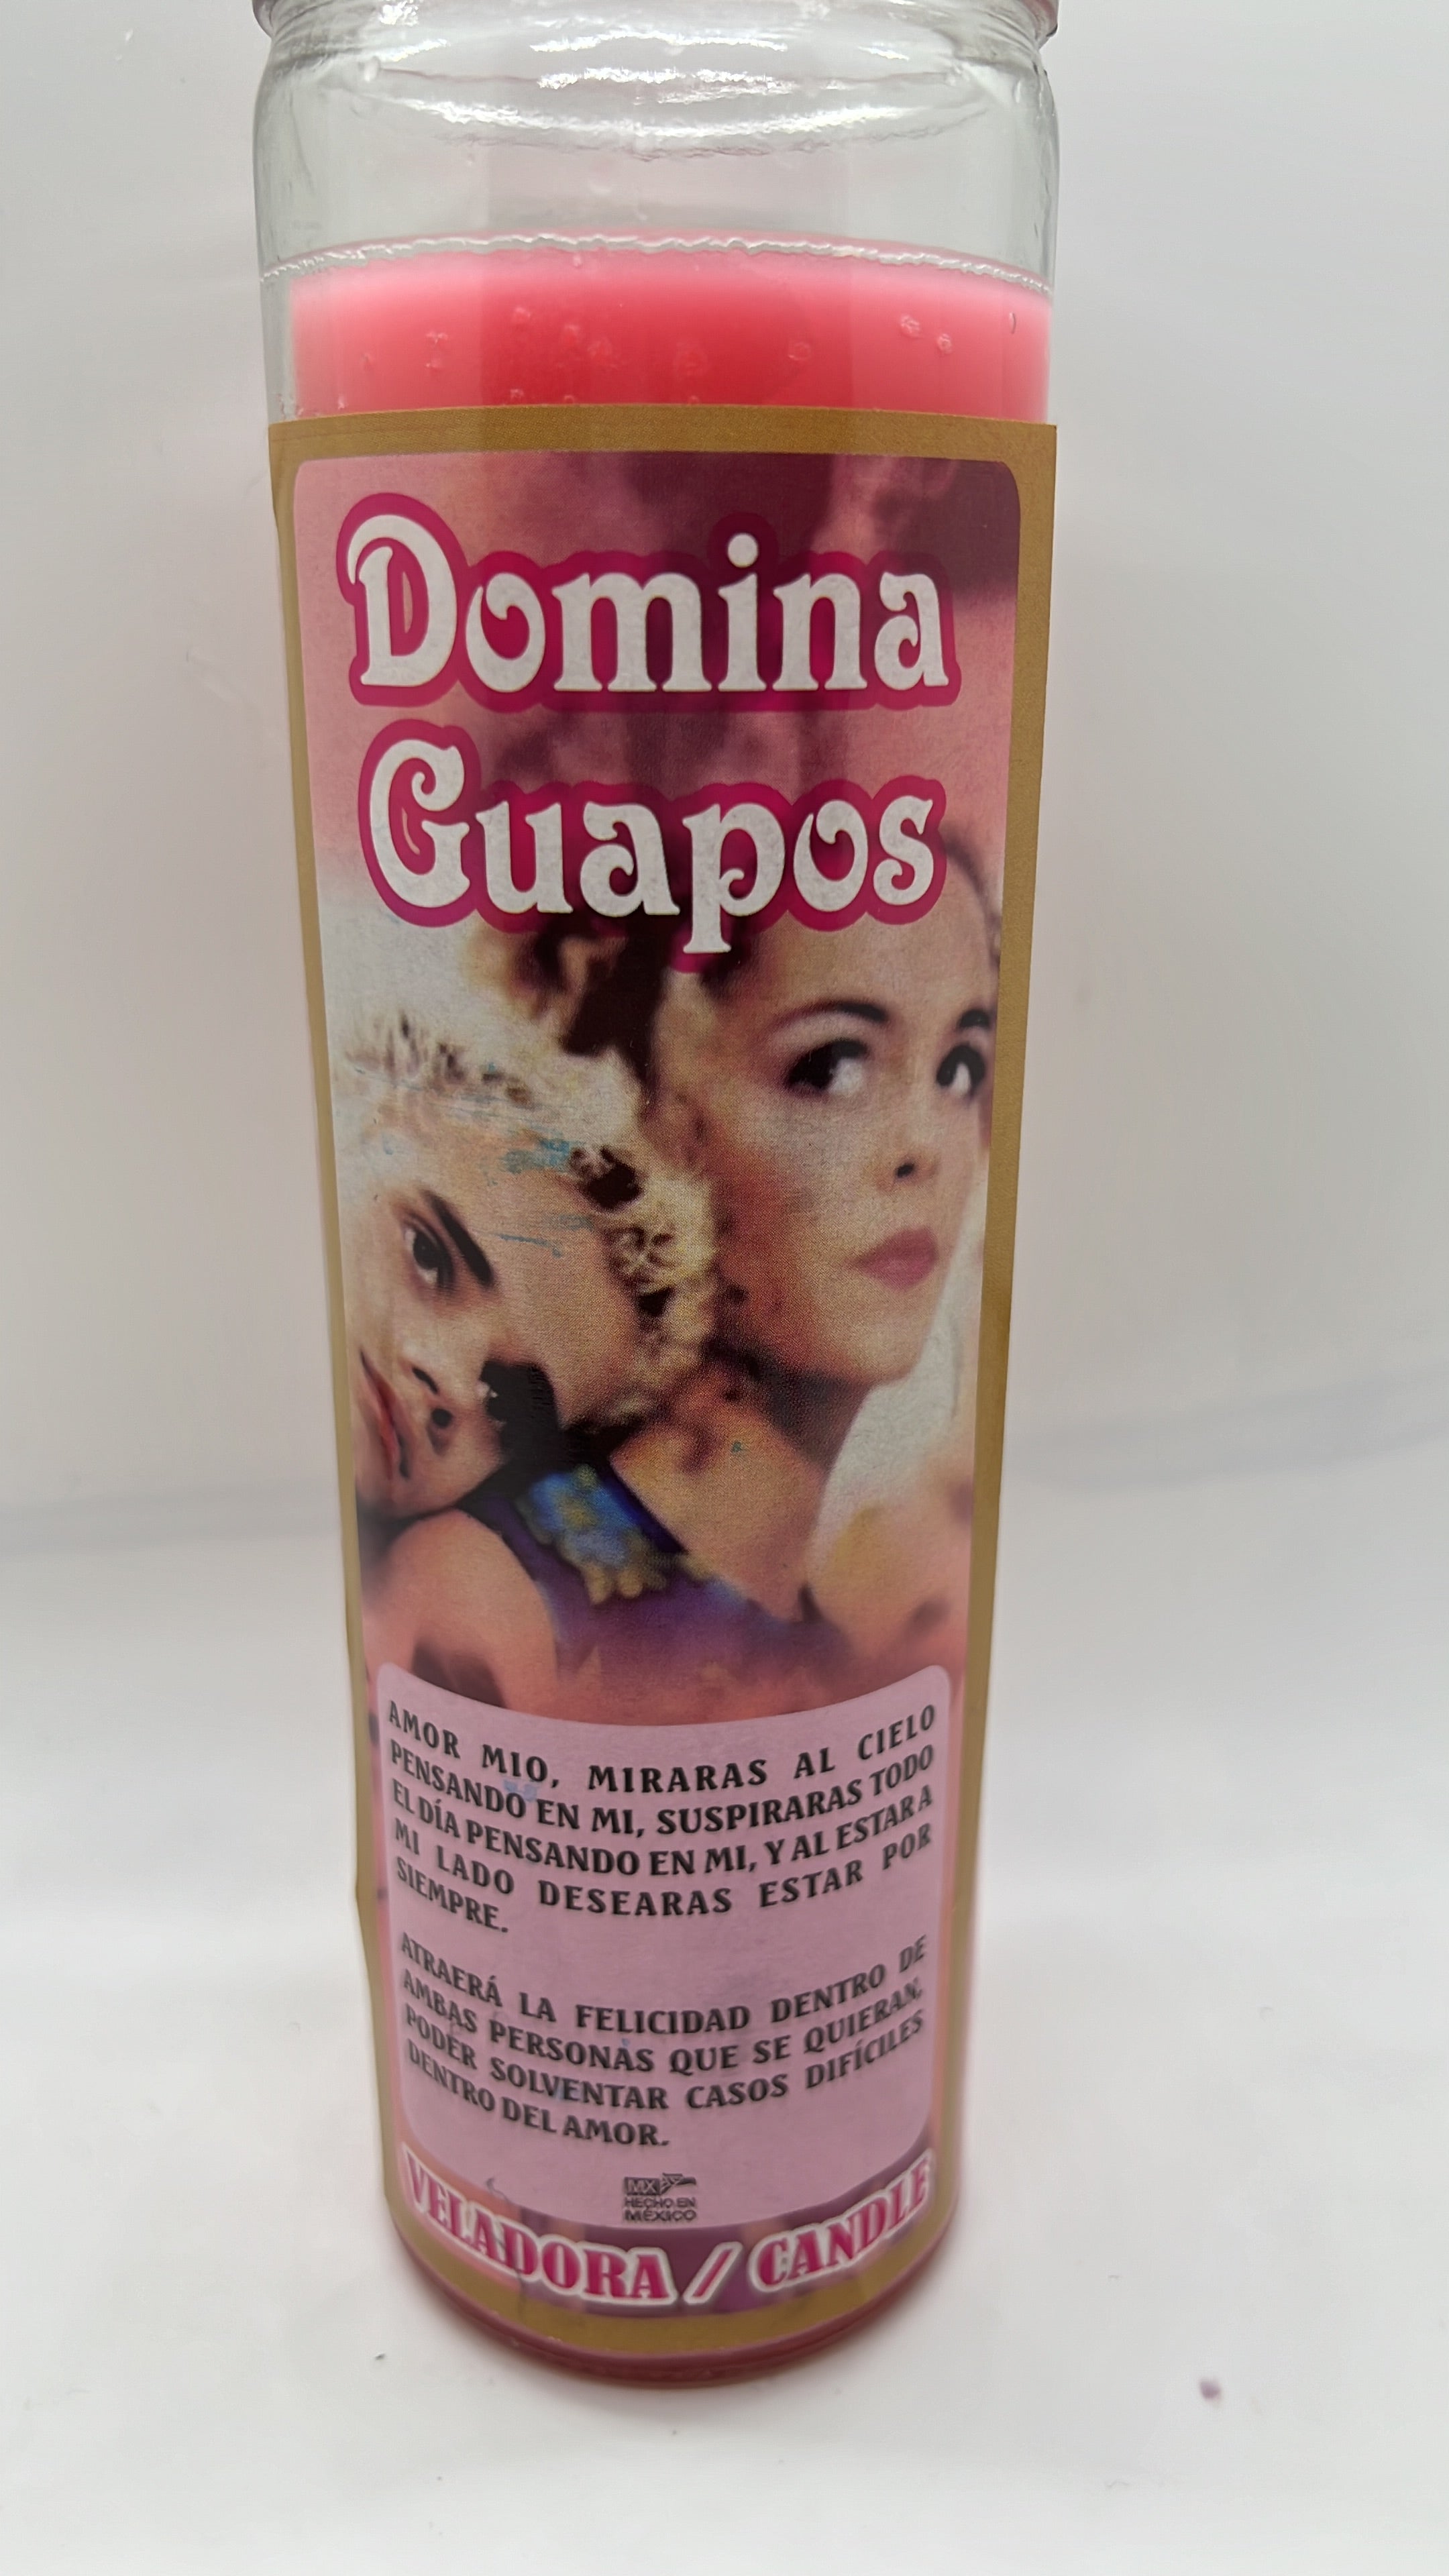 Domina
Guapos
AMOR MIO, MIRARAS AL CIELO
PENSANDO EN MI, SUSPIRARAS TODO
EL DÍA PENSANDO EN MI, Y AL ESTAR A
MI LADO DESEARAS ESTAR POR
SIEMPRE.
ATRAERÁ LA FELICIDAD DENTRO DE
AMBAS PERSONAS QUE SE QUIERAN,
PODER SOLVENTAR CASOS DIFÍCILES
DENTRO DEL AMOR.
MX
HECHO EN
MÉXICO
VELADORA / CANDLE